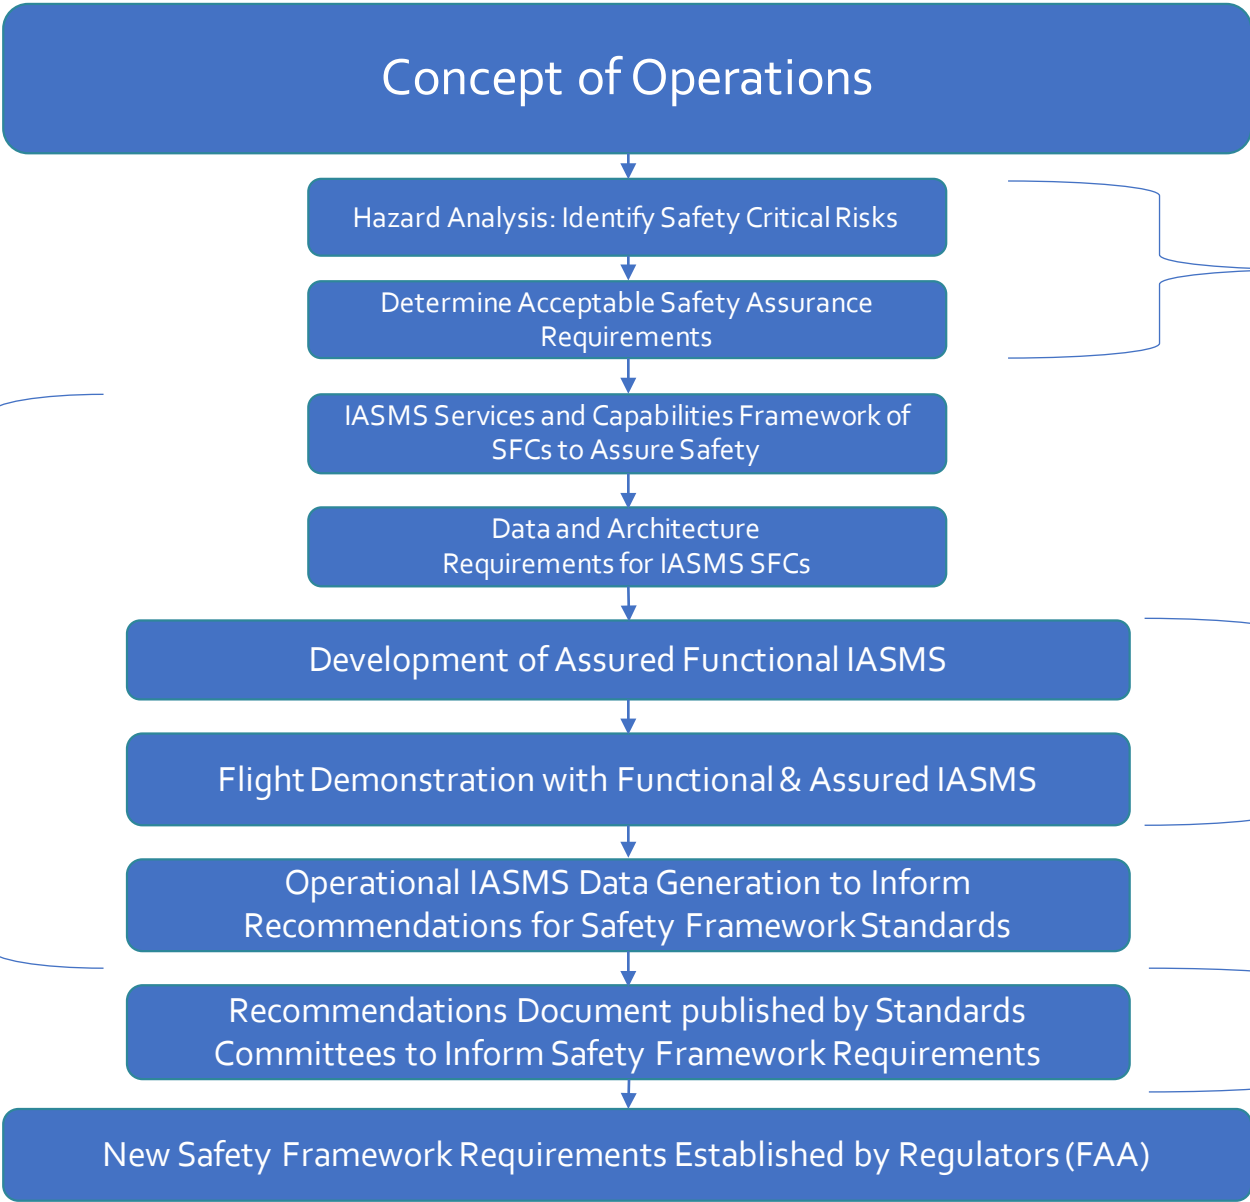 Concept of Operations
Hazard Analysis: Identify Safety Critical Risks
Determine Acceptable Safety Assurance
Requirements
IASMS Services and Capabilities Framework of
SFCs to Assure Safety
Data and Architecture
Requirements for IASMS SFCs
Development of Assured Functional IASMS
Flight Demonstration with Functional & Assured IASMS
Operational IASMS Data Generation to Inform
Recommendations for Safety Framework Standards
Recommendations Document published by Standards
Committees to Inform Safety Framework Requirements
New Safety Framework Requirements Established by Regulators (FAA)